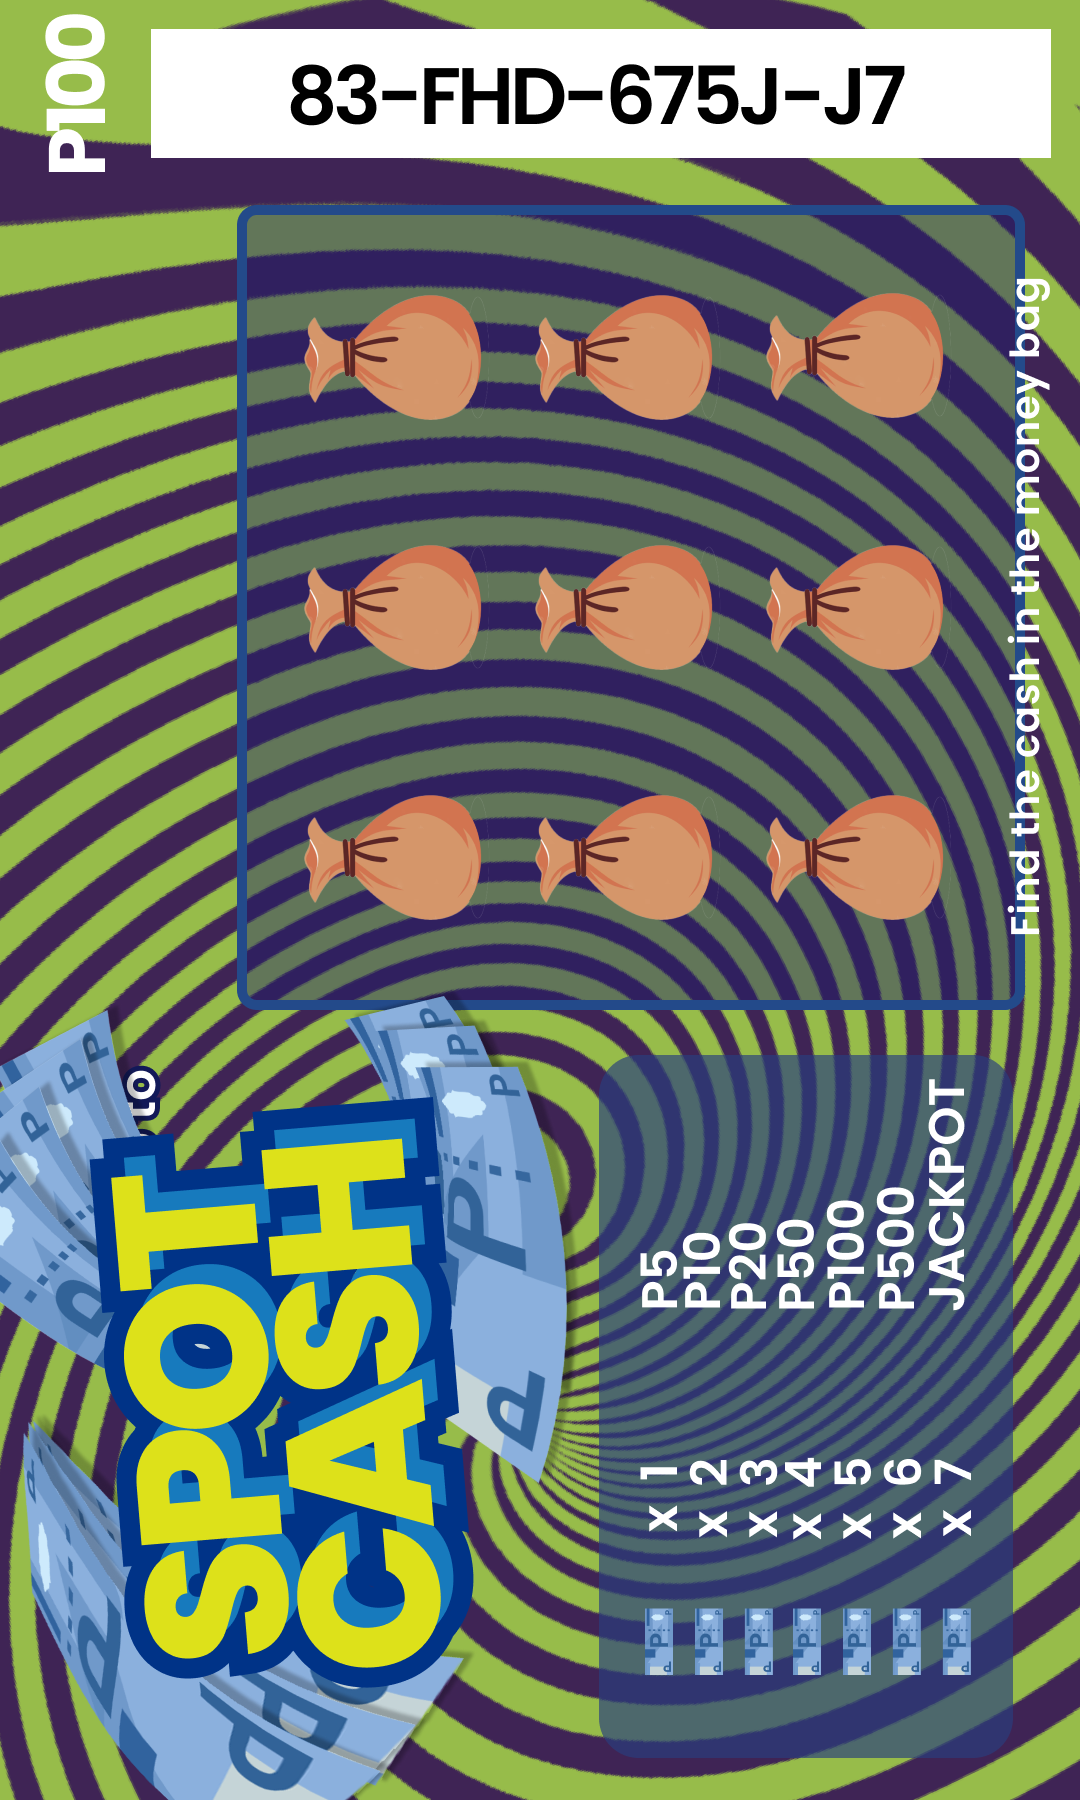 P100
83-FHD-675J-J7
Find the cash in the money bag
SPOT
CASH
x 1 P5
x 2 P10
x 3 P20
x 4 P50
x 5 P100
x 6 P500
x 7 JACKPOT